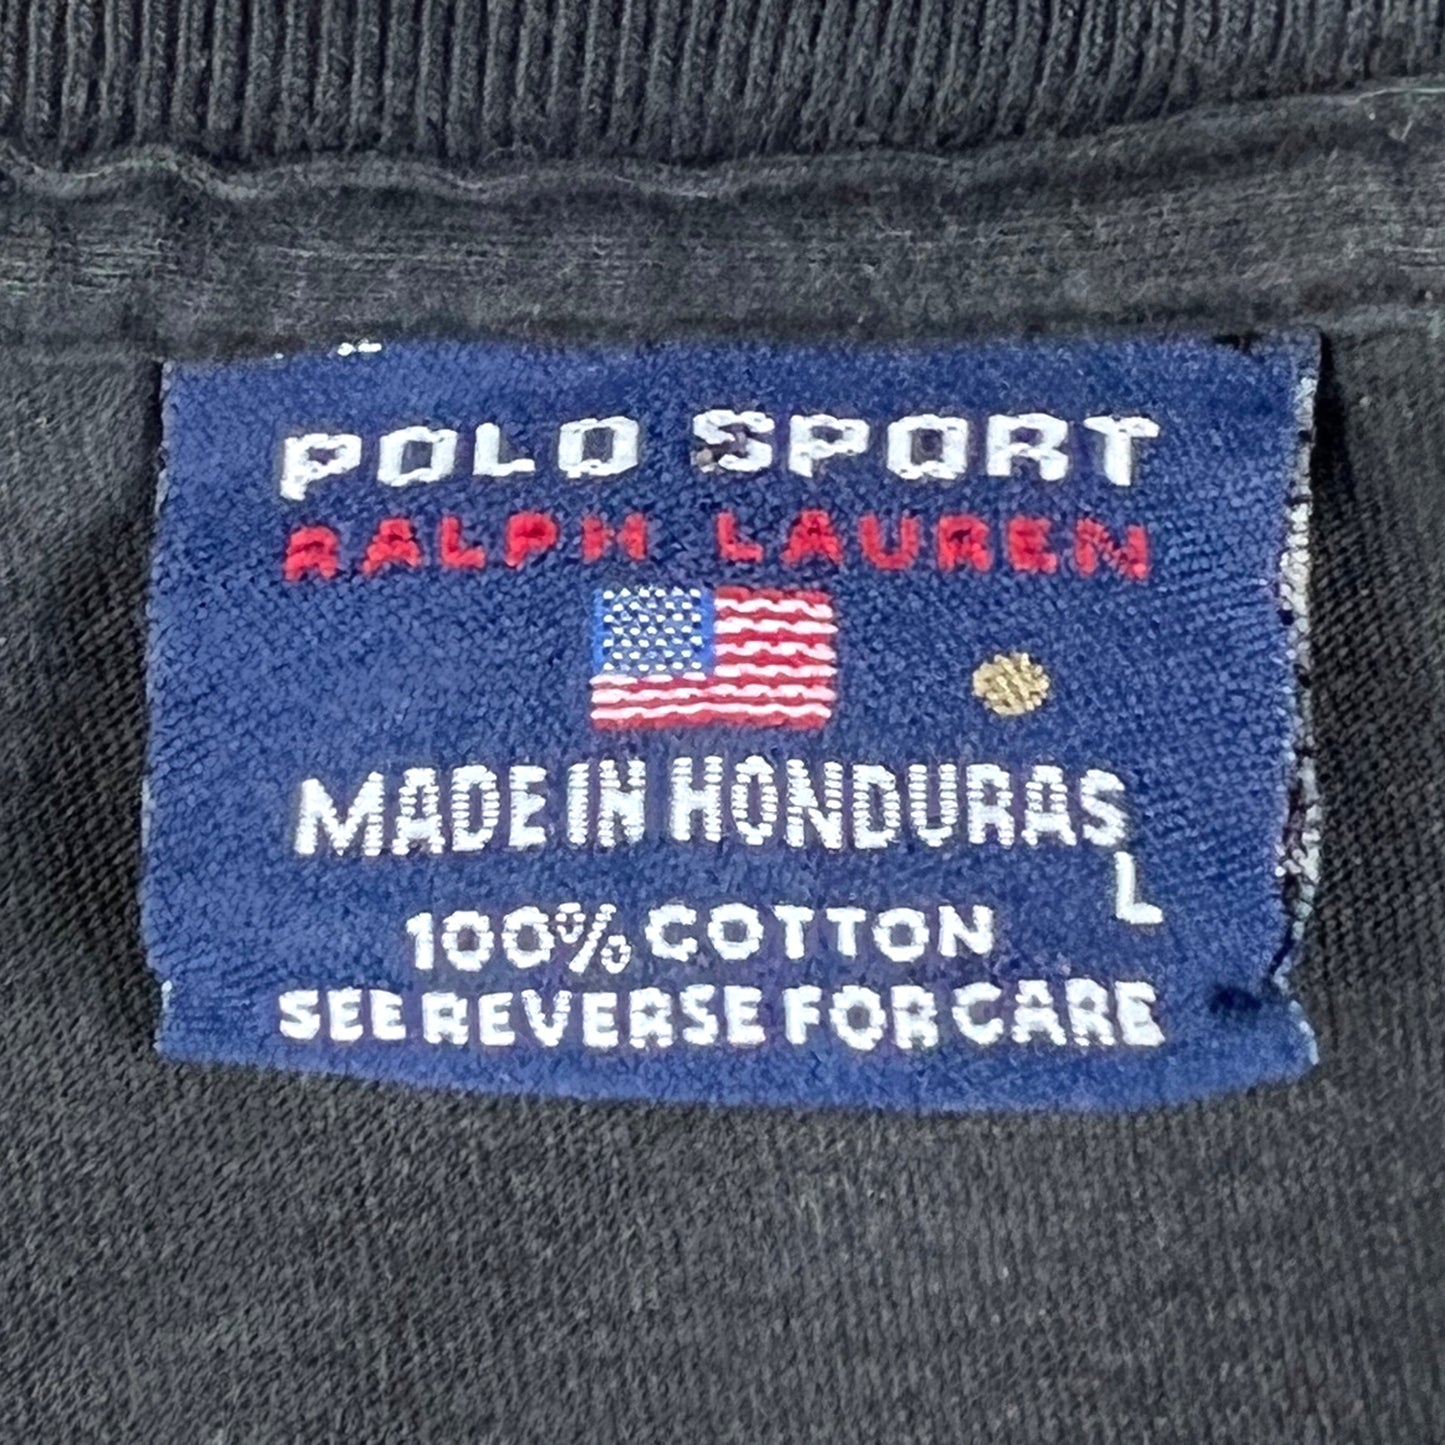 POLO SPORT
RALPH LAUREN
MADE IN HONDURAS
L
100% COTTON
SEE REVERSE FOR CARE